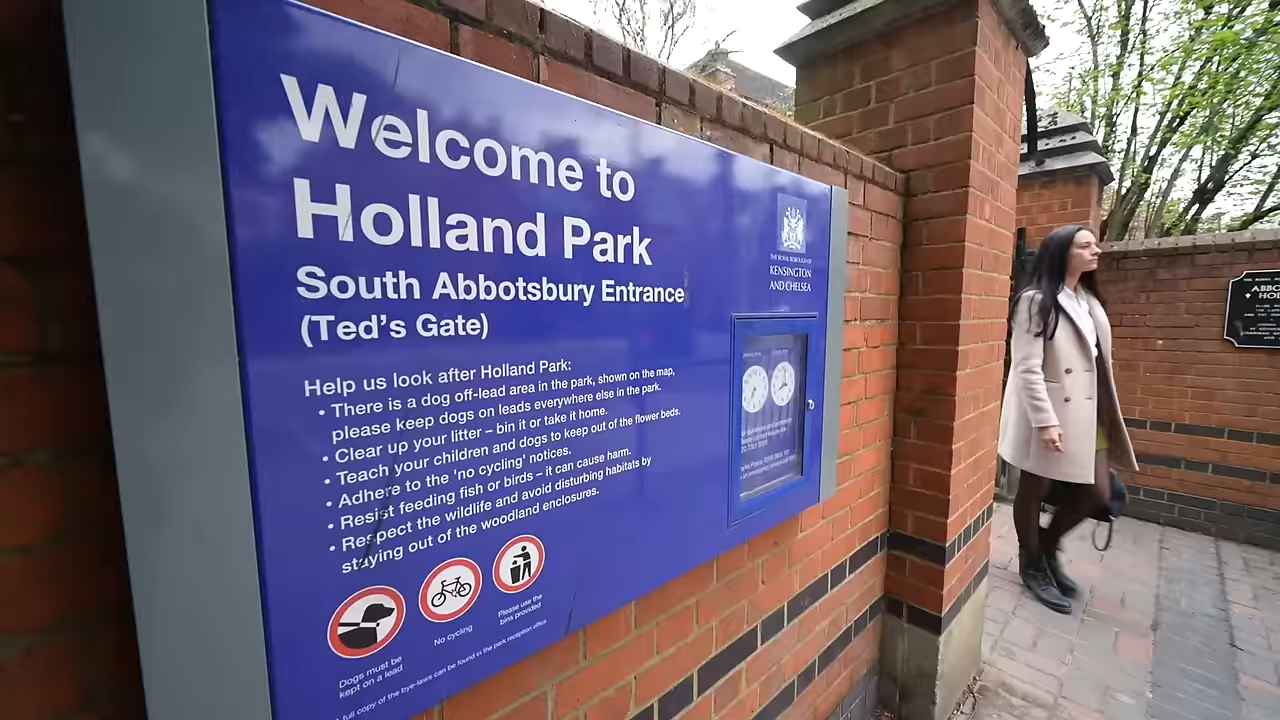 Welcome to
Holland Park
South Abbotsbury Entrance
(Ted's Gate)
THE ROYAL BOROUGH OF
KENSINGTON
AND CHELSEA
Help us look after Holland Park:
• There is a dog off-lead area in the park, shown on the map,
please keep dogs on leads everywhere else in the park.
• Clear up your litter – bin it or take it home.
• Teach your children and dogs to keep out of the flower beds.
• Adhere to the 'no cycling' notices.
• Resist feeding fish or birds – it can cause harm.
• Respect the wildlife and avoid disturbing habitats by
staying out of the woodland enclosures.
Dogs must be
kept on a lead
No cycling
Please use the
bins provided
full copy of the bye-laws can be found in the park reception office
ABBO
HO